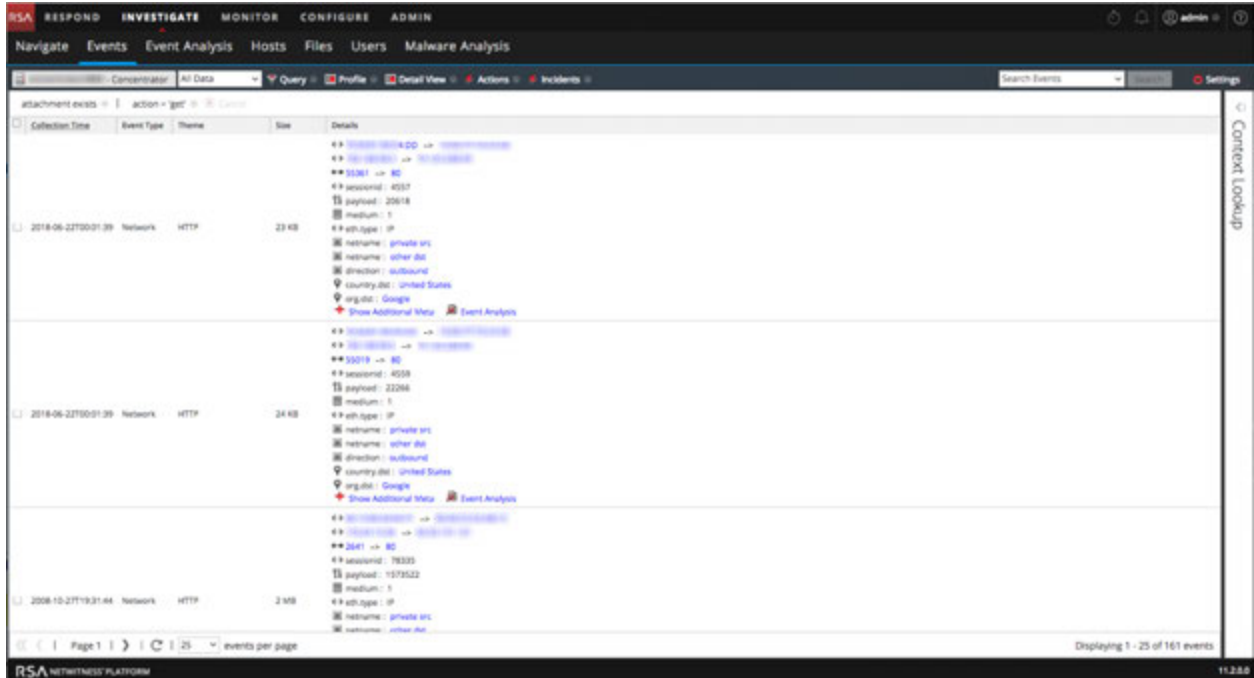 RSA RESPOND INVESTIGATE MONITOR CONFIGURE ADMIN admin
Navigate Events Event Analysis Hosts Files Users Malware Analysis
- Concentrator All Data Query Profile Detail View Actions Incidents Search Events Search Settings
attachment exists | action = 'get' Cancel
Collection Time Event Type Theme Size Details
Context Lookup
->
->
55361 -> 80
sessionid : 4557
payload : 20618
medium : 1
2018-06-22T00:01:39 Network HTTP 23 KB eth.type : IP
netname : private src
netname : other dst
direction : outbound
country.dst : United States
org.dst : Google
Show Additional Meta Event Analysis
->
->
55019 -> 80
sessionid : 4559
payload : 22266
medium : 1
2018-06-22T00:01:39 Network HTTP 24 KB eth.type : IP
netname : private src
netname : other dst
direction : outbound
country.dst : United States
org.dst : Google
Show Additional Meta Event Analysis
->
->
2641 -> 80
sessionid : 78335
payload : 1573522
medium : 1
2008-10-27T19:31:44 Network HTTP 2 MB eth.type : IP
netname : private src
netname : other dst
Page 1 | 25 events per page Displaying 1 - 25 of 161 events
RSA NETWITNESS PLATFORM 11.2.0.0